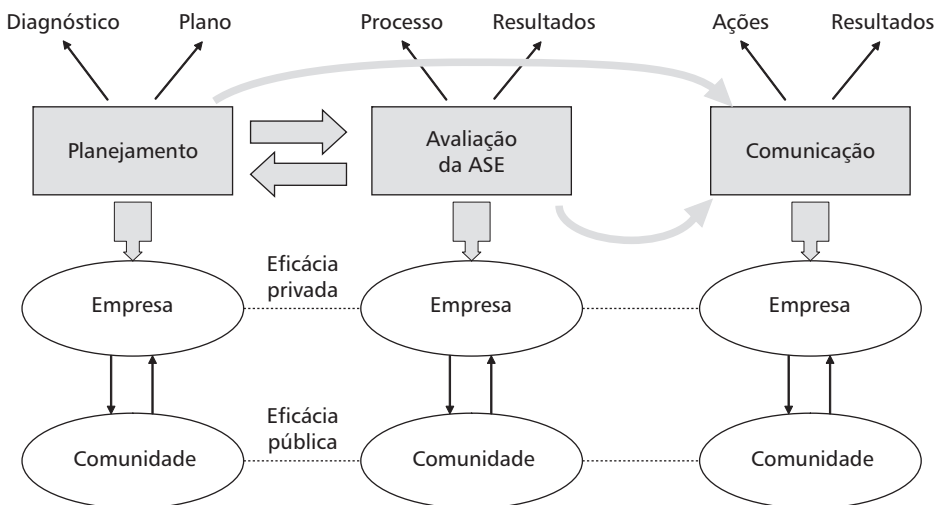 Diagnóstico
Plano
Processo
Resultados
Ações
Resultados
Planejamento
Avaliação
da ASE
Comunicação
Eficácia
privada
Empresa
Empresa
Empresa
Eficácia
pública
Comunidade
Comunidade
Comunidade